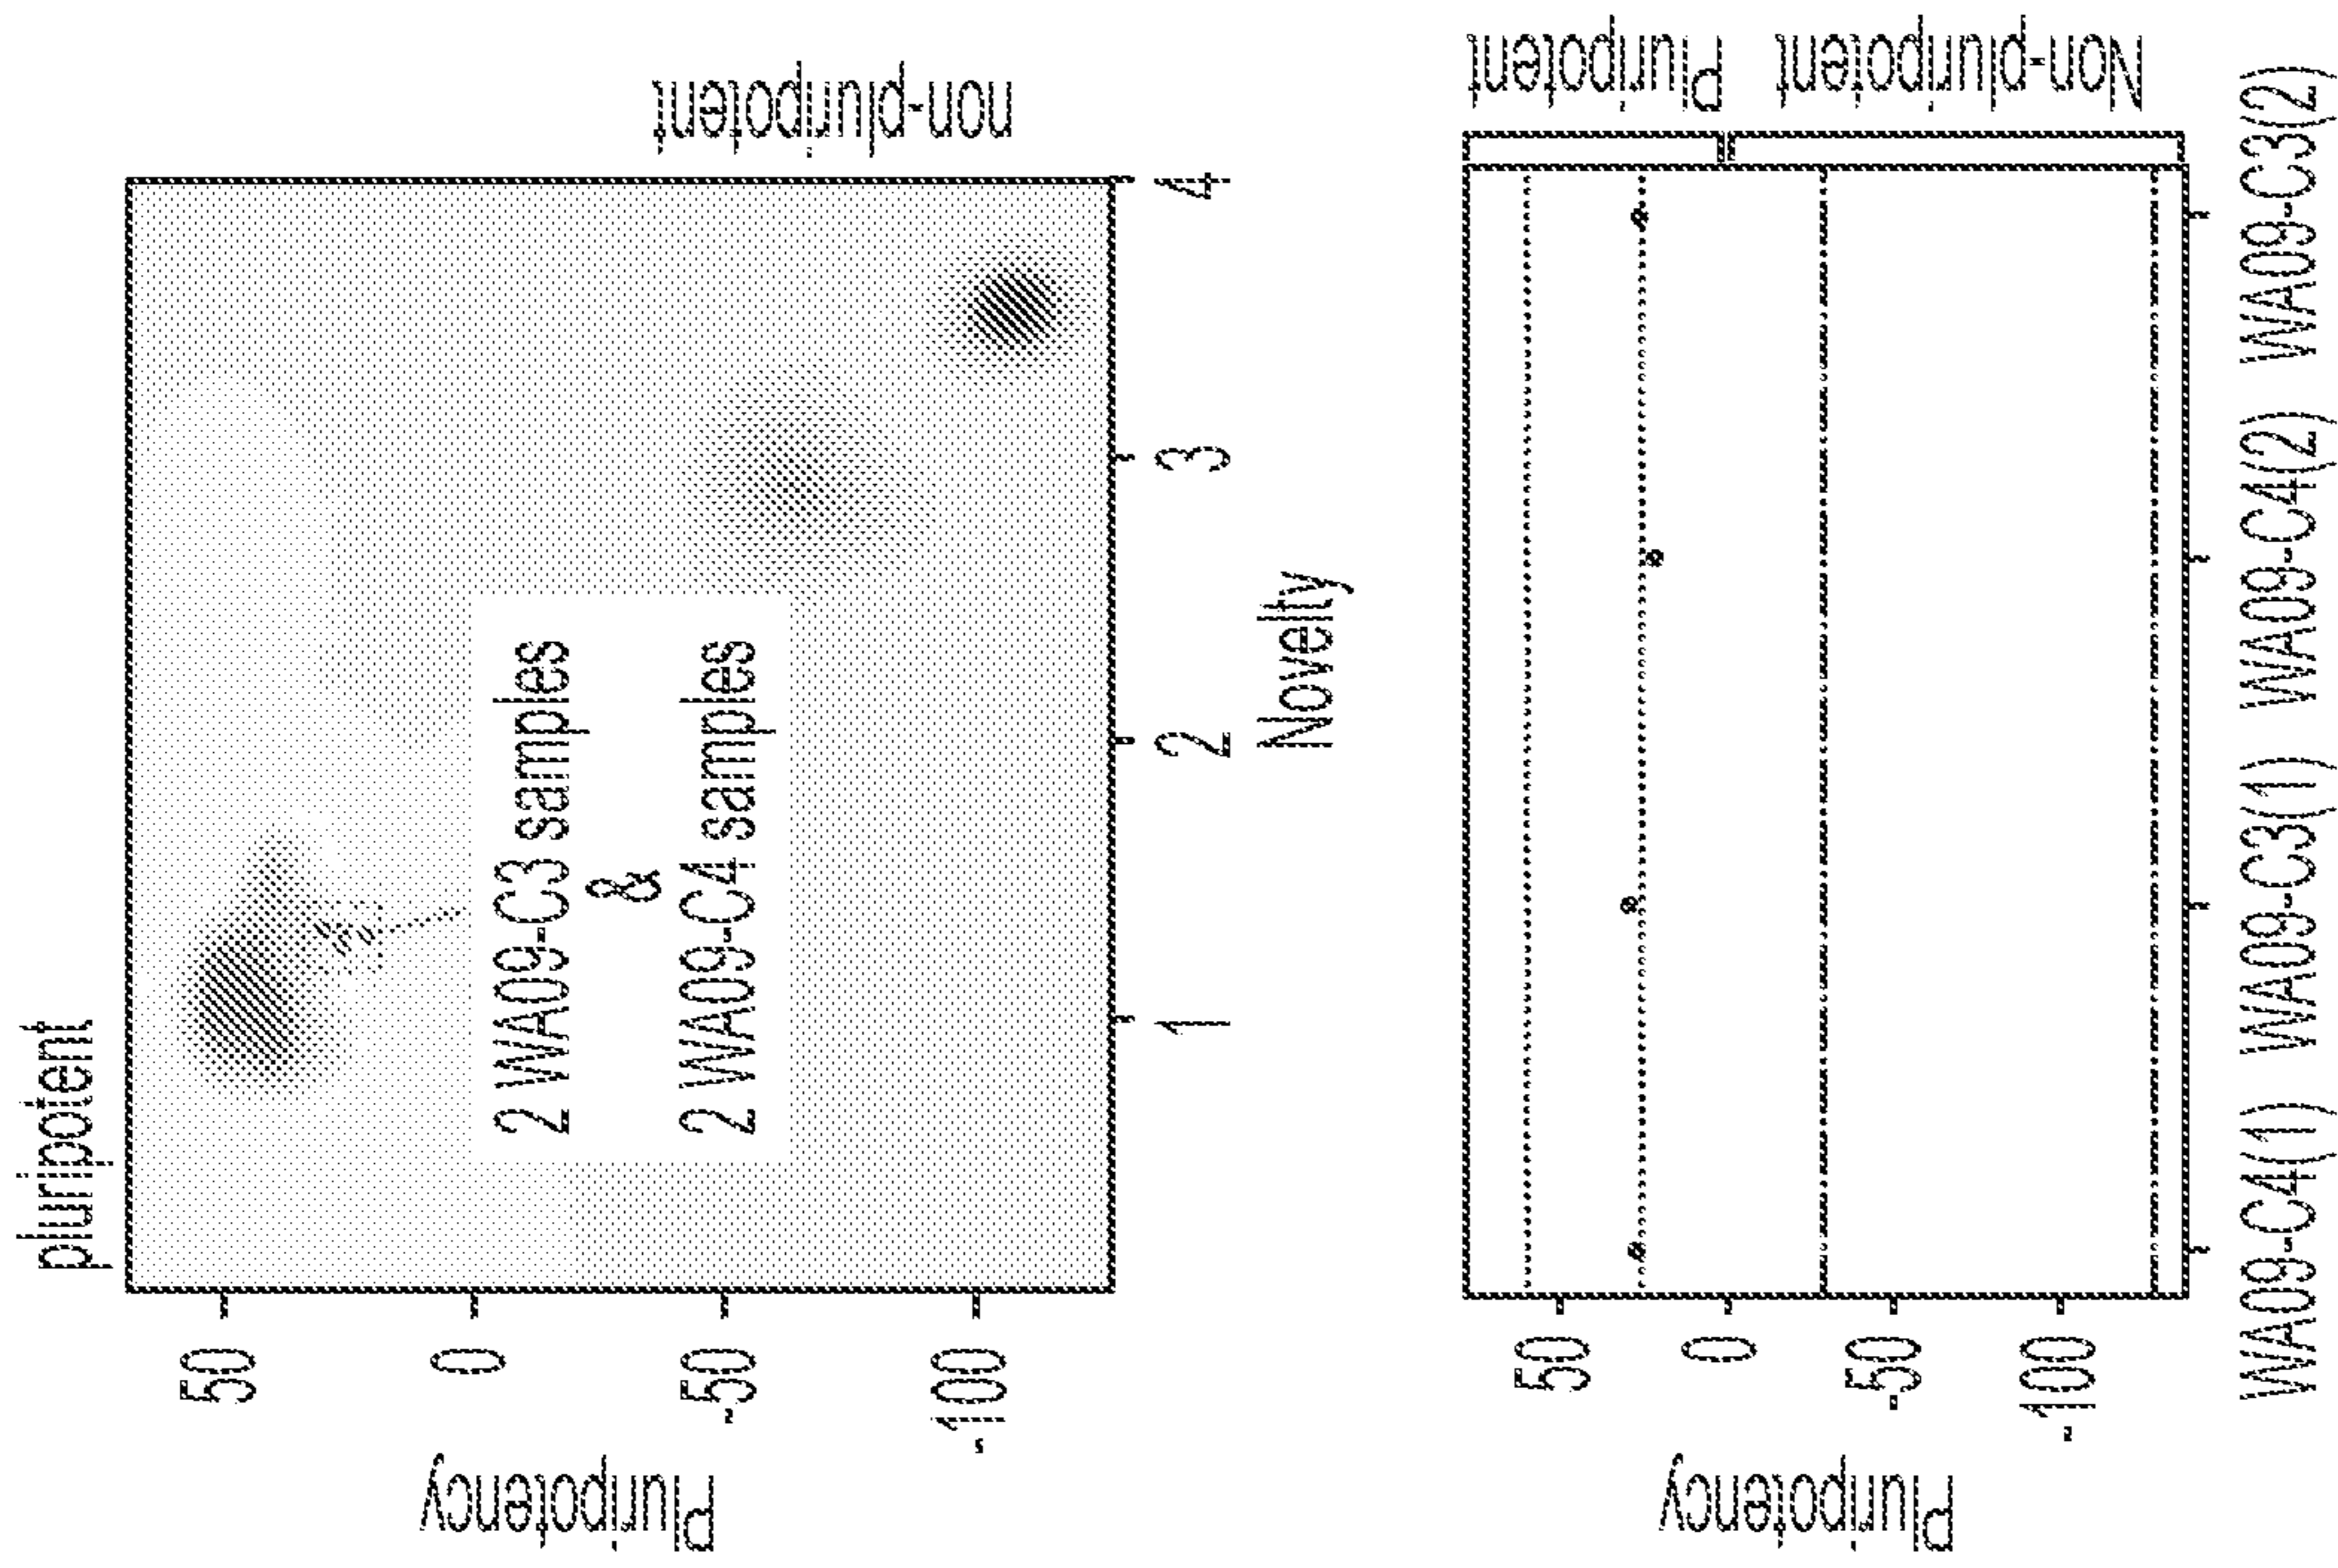 pluripotent
Pluripotency
50
0
-50
-100
2 WA09-C3 samples
&
2 WA09-C4 samples
non-pluripotent
1
2
3
4
Novelty
Pluripotency
50
0
-50
-100
Pluripotent
Non-pluripotent
WA09-C4(1) WA09-C3(1) WA09-C4(2) WA09-C3(2)